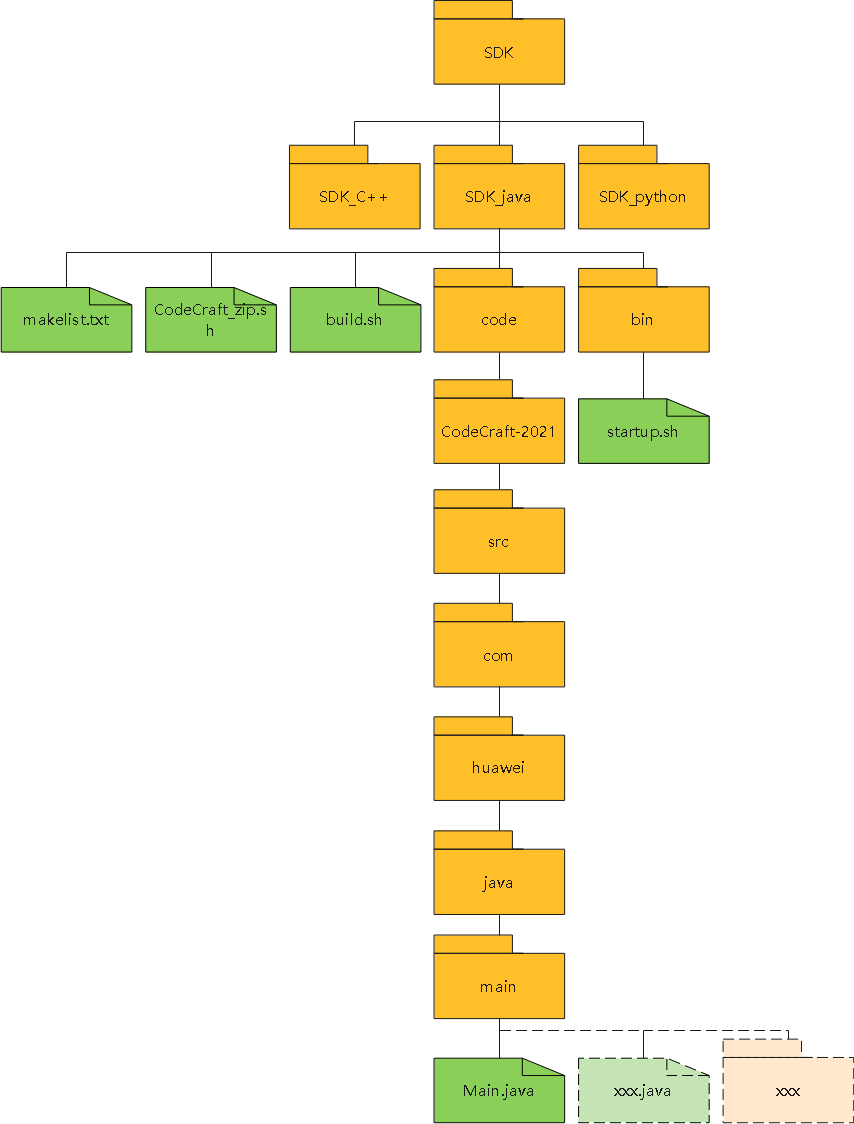 SDK
SDK_C++
SDK_java
SDK_python
makelist.txt
CodeCraft_zip.s
h
build.sh
code
bin
CodeCraft-2021
startup.sh
src
com
huawei
java
main
Main.java
xxx.java
xxx